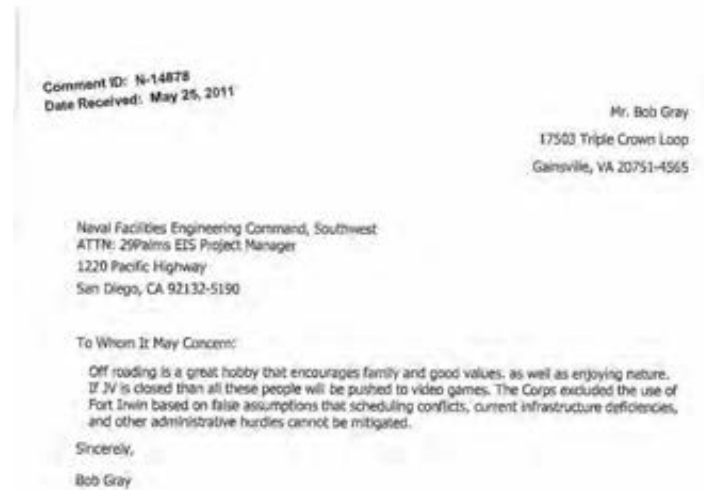 Comment ID: N-14878
Date Received: May 25, 2011
Mr. Bob Gray
17503 Triple Crown Loop
Gainsville, VA 20751-4565
Naval Facilities Engineering Command, Southwest
ATTN: 29Palms EIS Project Manager
1220 Pacific Highway
San Diego, CA 92132-5190
To Whom It May Concern:
Off roading is a great hobby that encourages family and good values. as well as enjoying nature.
If JV is closed than all these people will be pushed to video games. The Corps excluded the use of
Fort Irwin based on false assumptions that scheduling conflicts, current infrastructure deficiencies,
and other administrative hurdles cannot be mitigated.
Sincerely,
Bob Gray